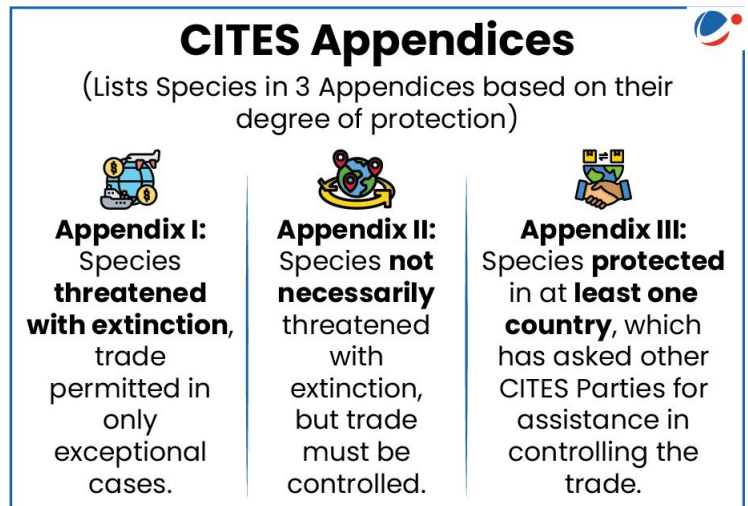 CITES Appendices
(Lists Species in 3 Appendices based on their
degree of protection)
Appendix I:
Species
threatened
with extinction,
trade
permitted in
only
exceptional
cases.
Appendix II:
Species not
necessarily
threatened
with
extinction,
but trade
must be
controlled.
Appendix III:
Species protected
in at least one
country, which
has asked other
CITES Parties for
assistance in
controlling the
trade.